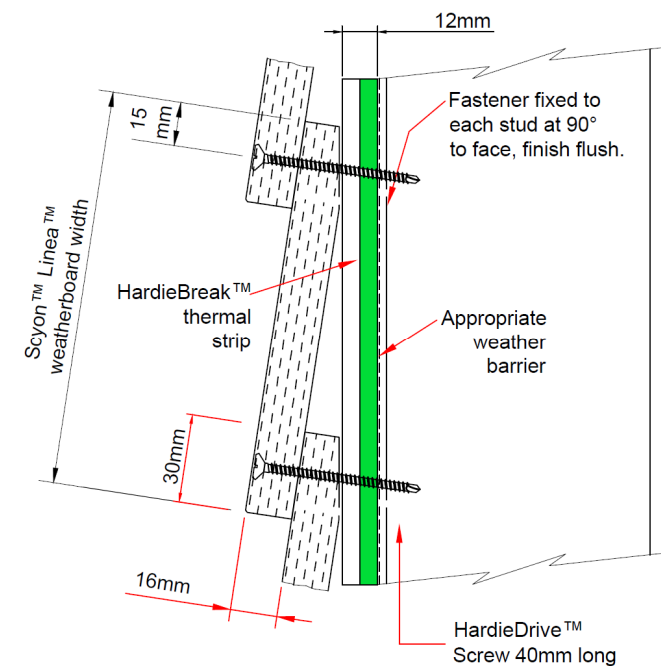 12mm
Fastener fixed to
each stud at 90°
to face, finish flush.
15
mm
Scyon™ Linea™
weatherboard width
HardieBreak™
thermal
strip
Appropriate
weather
barrier
30mm
16mm
HardieDrive™
Screw 40mm long